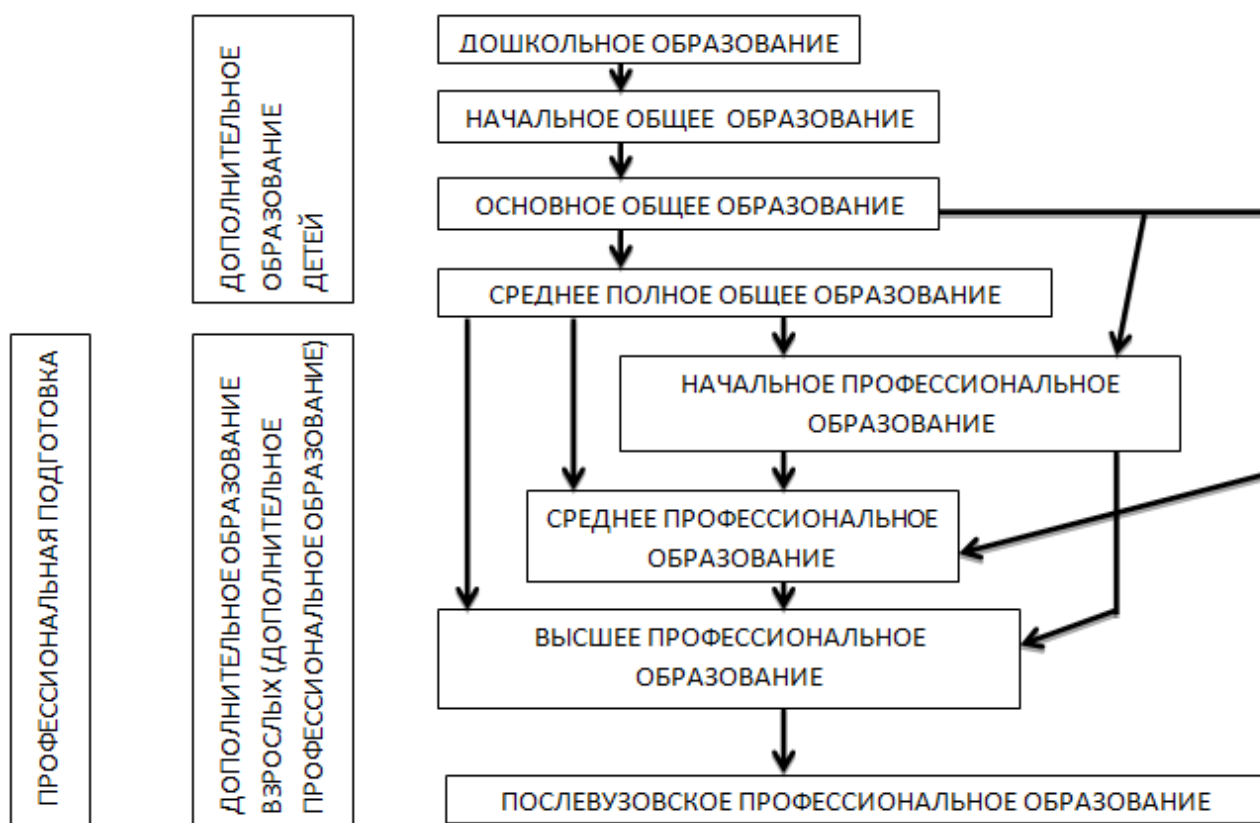 ДОПОЛНИТЕЛЬНОЕ
ОБРАЗОВАНИЕ
ДЕТЕЙ
ДОШКОЛЬНОЕ ОБРАЗОВАНИЕ
НАЧАЛЬНОЕ ОБЩЕЕ ОБРАЗОВАНИЕ
ОСНОВНОЕ ОБЩЕЕ ОБРАЗОВАНИЕ
СРЕДНЕЕ ПОЛНОЕ ОБЩЕЕ ОБРАЗОВАНИЕ
ПРОФЕССИОНАЛЬНАЯ ПОДГОТОВКА
ДОПОЛНИТЕЛЬНОЕ ОБРАЗОВАНИЕ
ВЗРОСЛЫХ (ДОПОЛНИТЕЛЬНОЕ
ПРОФЕССИОНАЛЬНОЕ ОБРАЗОВАНИЕ)
НАЧАЛЬНОЕ ПРОФЕССИОНАЛЬНОЕ
ОБРАЗОВАНИЕ
СРЕДНЕЕ ПРОФЕССИОНАЛЬНОЕ
ОБРАЗОВАНИЕ
ВЫСШЕЕ ПРОФЕССИОНАЛЬНОЕ
ОБРАЗОВАНИЕ
ПОСЛЕВУЗОВСКОЕ ПРОФЕССИОНАЛЬНОЕ ОБРАЗОВАНИЕ